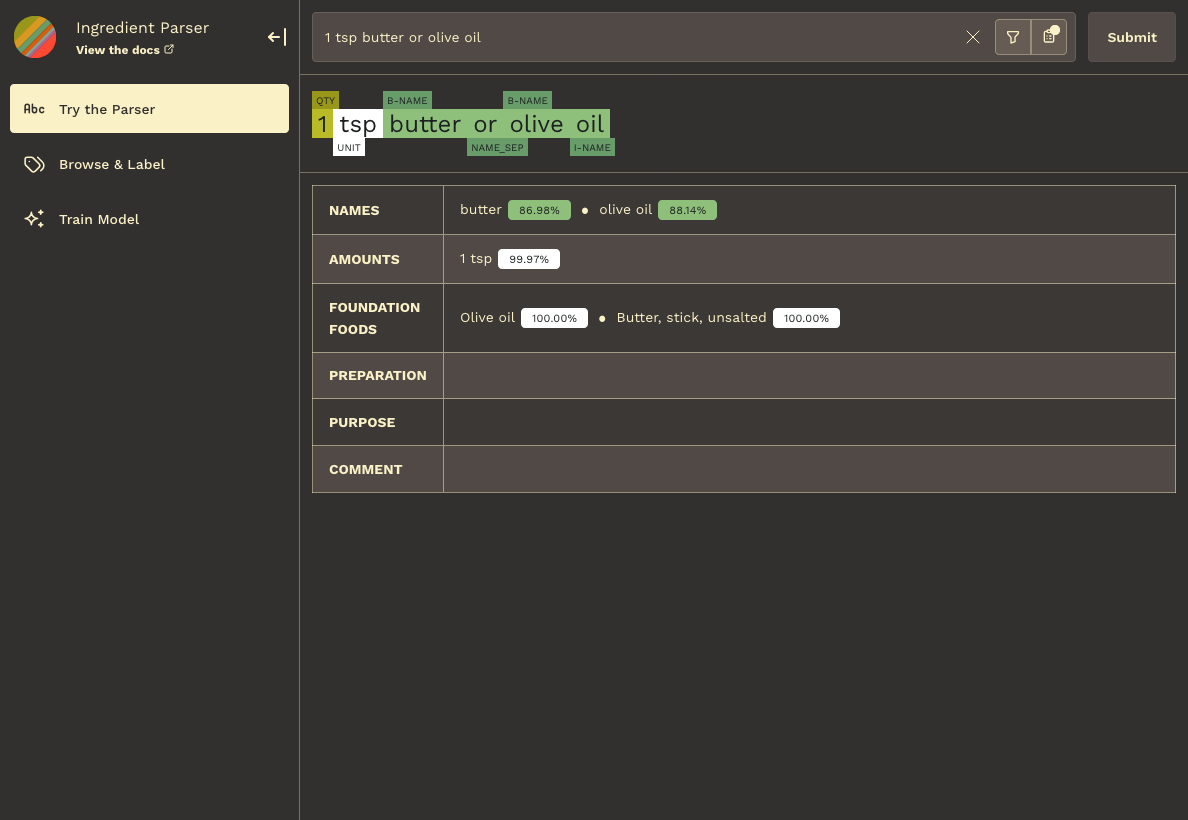 Ingredient Parser
View the docs
Abc Try the Parser
Browse & Label
Train Model
1 tsp butter or olive oil
Submit
QTY B-NAME B-NAME
1 tsp butter or olive oil
UNIT NAME_SEP I-NAME
NAMES butter 86.98% • olive oil 88.14%
AMOUNTS 1 tsp 99.97%
FOUNDATION
FOODS Olive oil 100.00% • Butter, stick, unsalted 100.00%
PREPARATION
PURPOSE
COMMENT